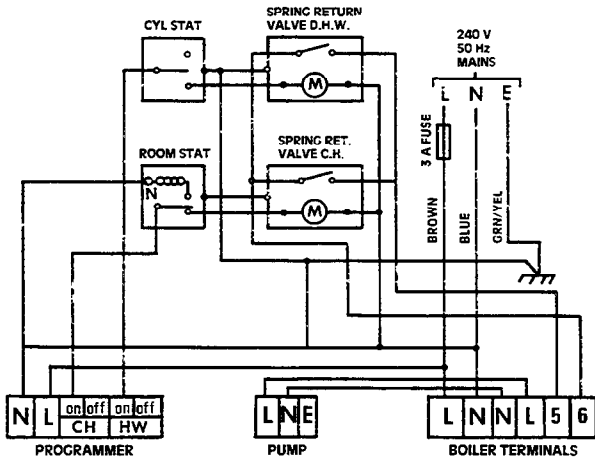 CYL STAT
SPRING RETURN
VALVE D.H.W.
M
240 V
50 Hz
MAINS
L N E
3 A FUSE
ROOM STAT
N
SPRING RET.
VALVE C.H.
M
BROWN
BLUE
GRN/YEL
N L on off on off
CH HW
PROGRAMMER
L N E
PUMP
L N N L 5 6
BOILER TERMINALS